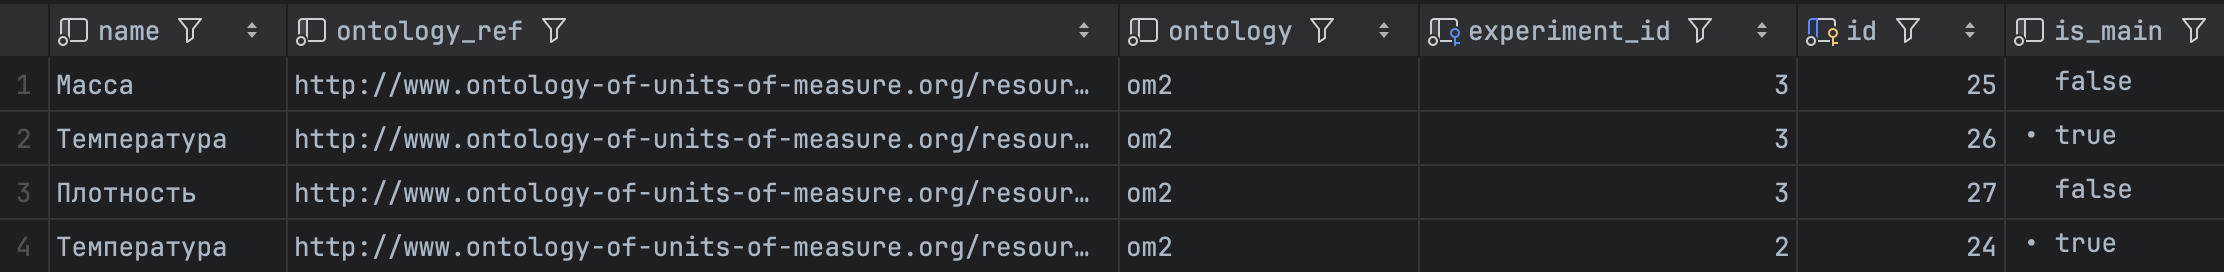 name ontology_ref ontology experiment_id id is_main
1 Масса http://www.ontology-of-units-of-measure.org/resour… om2 3 25 false
2 Температура http://www.ontology-of-units-of-measure.org/resour… om2 3 26 true
3 Плотность http://www.ontology-of-units-of-measure.org/resour… om2 3 27 false
4 Температура http://www.ontology-of-units-of-measure.org/resour… om2 2 24 true